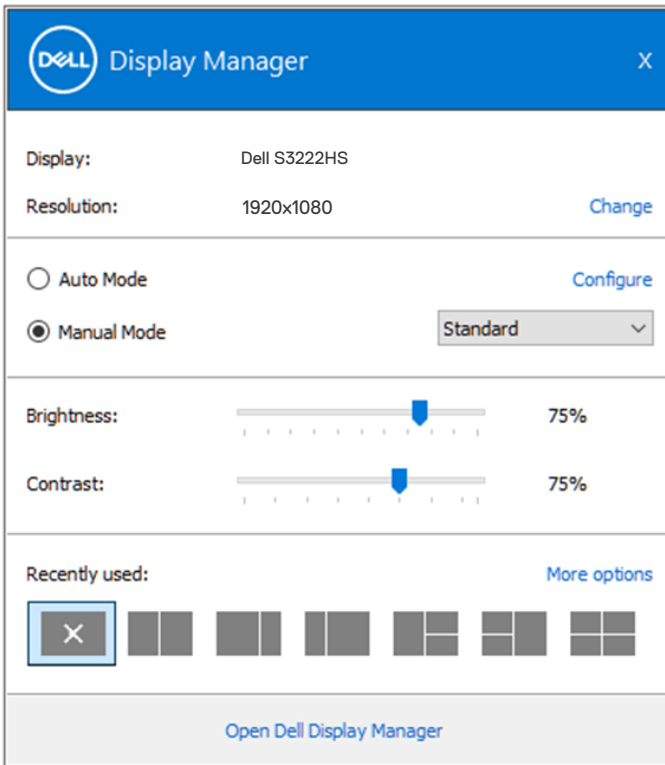 DELL Display Manager X
Display: Dell S3222HS
Resolution: 1920x1080 Change
Auto Mode Configure
Manual Mode Standard
Brightness: 75%
Contrast: 75%
Recently used: More options
Open Dell Display Manager